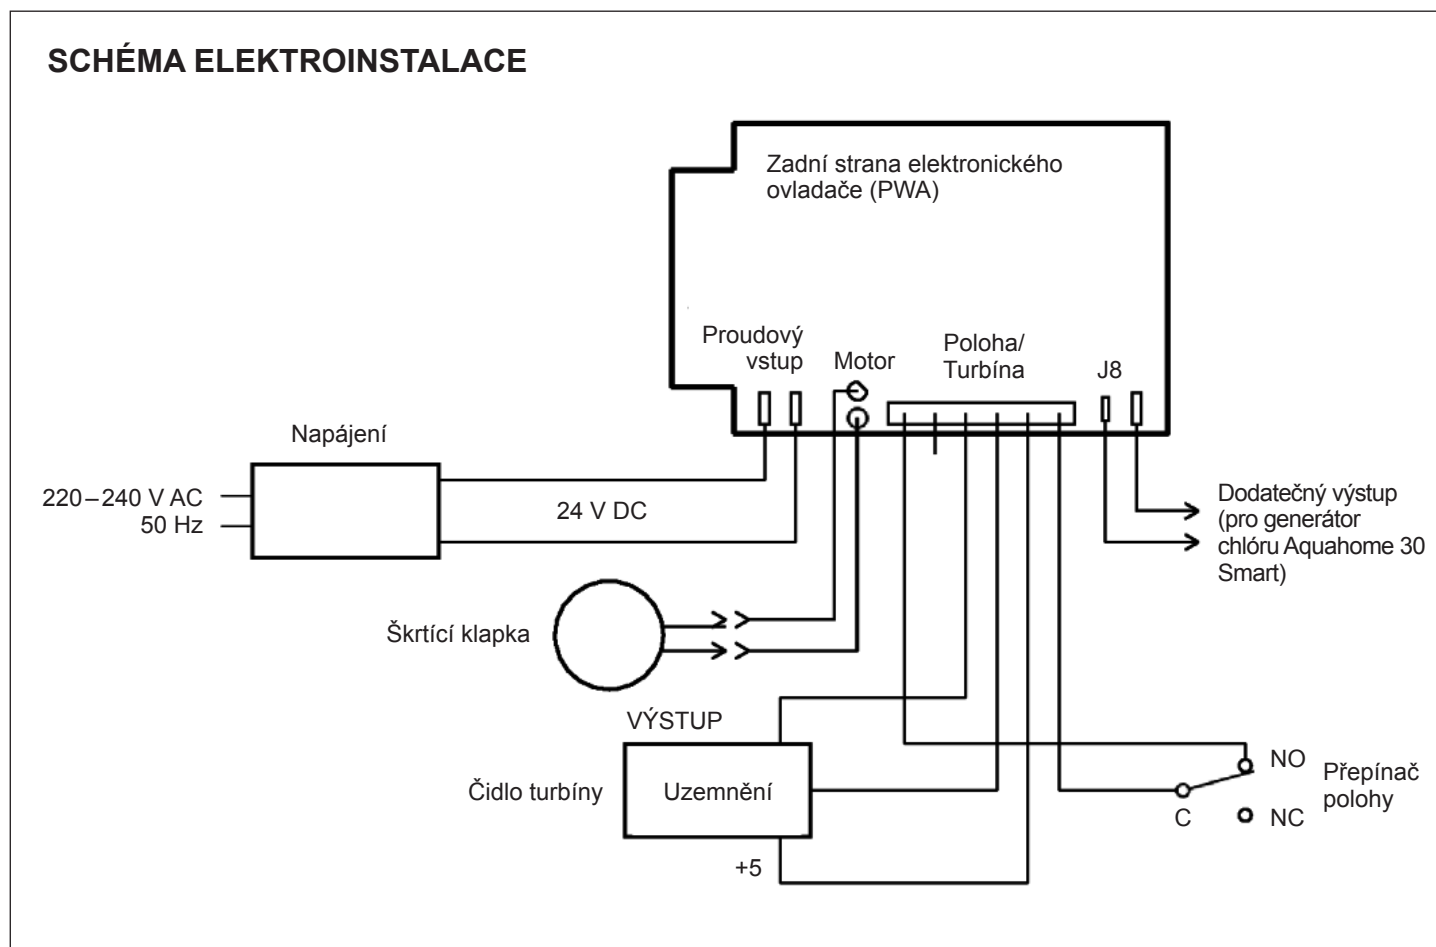 SCHÉMA ELEKTROINSTALACE
Zadní strana elektronického
ovladače (PWA)
Proudový
vstup
Motor
Poloha/
Turbína
J8
Napájení
220–240 V AC
50 Hz
24 V DC
Dodatečný výstup
(pro generátor
chlóru Aquahome 30
Smart)
Škrtící klapka
VÝSTUP
Čidlo turbíny
Uzemnění
+5
NO
C
NC
Přepínač
polohy